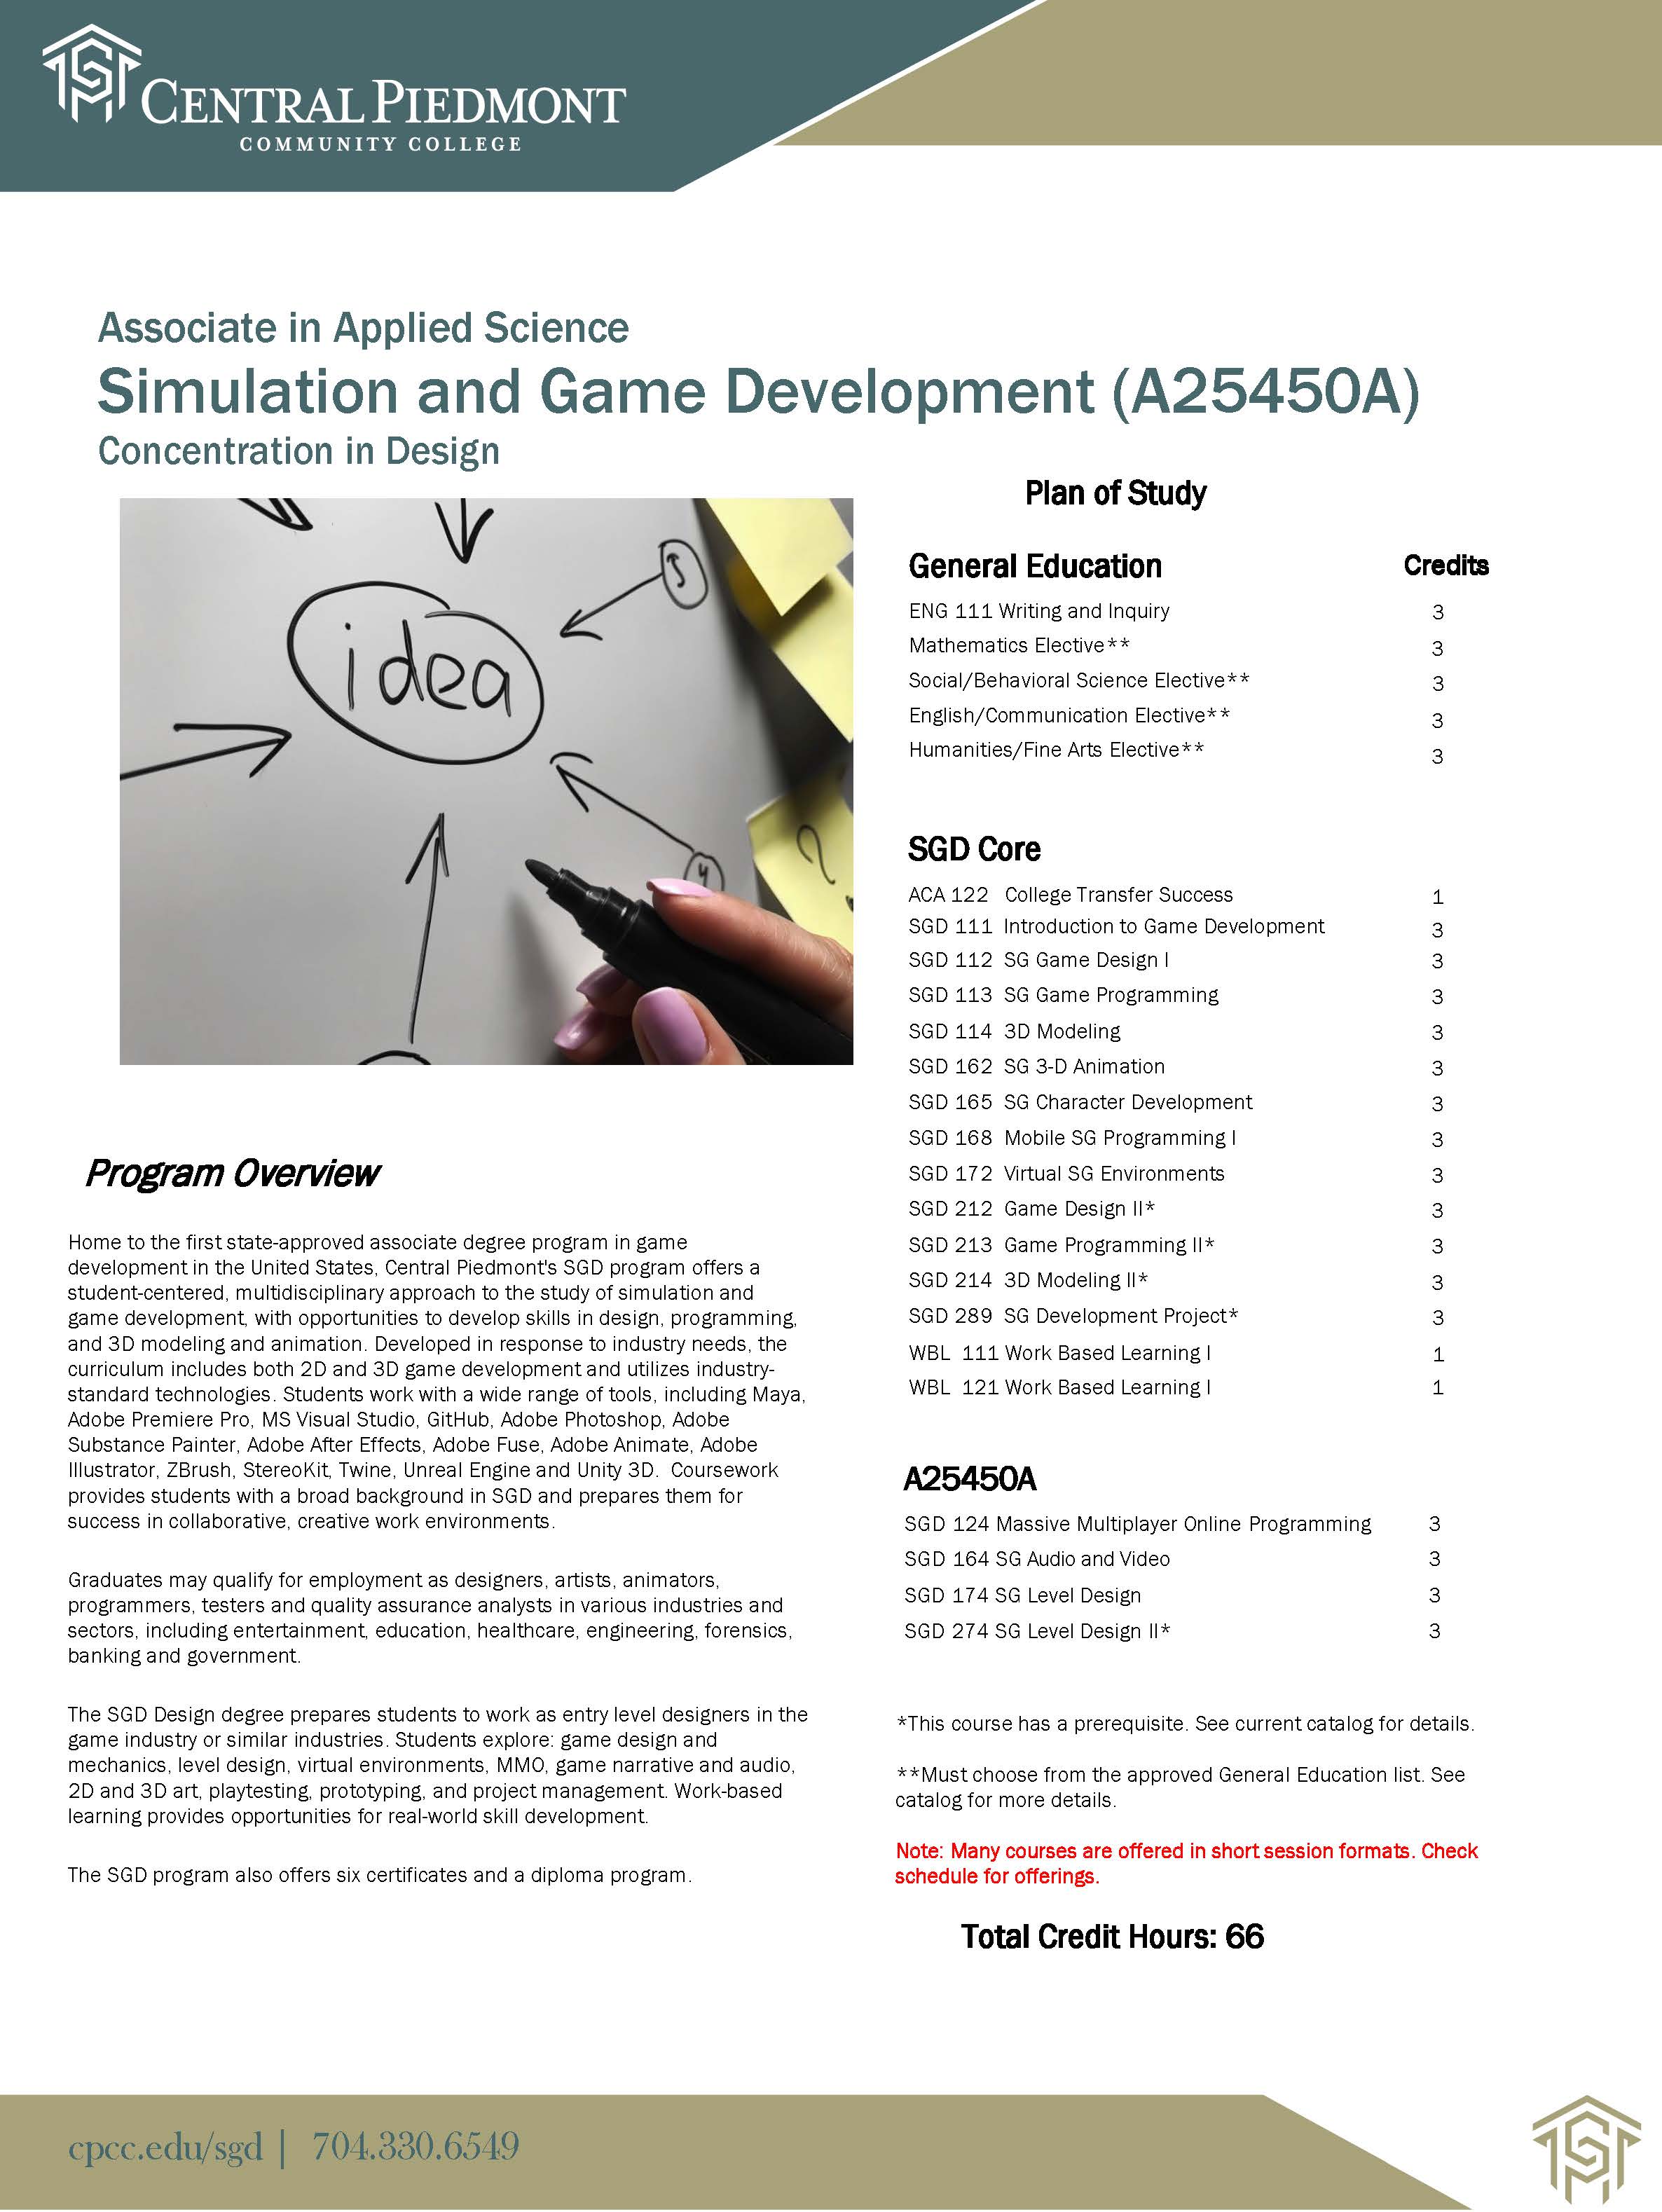 CENTRAL PIEDMONT
COMMUNITY COLLEGE
Associate in Applied Science
Simulation and Game Development (A25450A)
Concentration in Design
idea
5
4
?
Program Overview
Home to the first state-approved associate degree program in game
development in the United States, Central Piedmont's SGD program offers a
student-centered, multidisciplinary approach to the study of simulation and
game development, with opportunities to develop skills in design, programming,
and 3D modeling and animation. Developed in response to industry needs, the
curriculum includes both 2D and 3D game development and utilizes industry-
standard technologies. Students work with a wide range of tools, including Maya,
Adobe Premiere Pro, MS Visual Studio, GitHub, Adobe Photoshop, Adobe
Substance Painter, Adobe After Effects, Adobe Fuse, Adobe Animate, Adobe
Illustrator, ZBrush, StereoKit, Twine, Unreal Engine and Unity 3D. Coursework
provides students with a broad background in SGD and prepares them for
success in collaborative, creative work environments.
Graduates may qualify for employment as designers, artists, animators,
programmers, testers and quality assurance analysts in various industries and
sectors, including entertainment, education, healthcare, engineering, forensics,
banking and government.
The SGD Design degree prepares students to work as entry level designers in the
game industry or similar industries. Students explore: game design and
mechanics, level design, virtual environments, MMO, game narrative and audio,
2D and 3D art, playtesting, prototyping, and project management. Work-based
learning provides opportunities for real-world skill development.
The SGD program also offers six certificates and a diploma program.
Plan of Study
General Education Credits
ENG 111 Writing and Inquiry 3
Mathematics Elective** 3
Social/Behavioral Science Elective** 3
English/Communication Elective** 3
Humanities/Fine Arts Elective** 3
SGD Core
ACA 122 College Transfer Success 1
SGD 111 Introduction to Game Development 3
SGD 112 SG Game Design I 3
SGD 113 SG Game Programming 3
SGD 114 3D Modeling 3
SGD 162 SG 3-D Animation 3
SGD 165 SG Character Development 3
SGD 168 Mobile SG Programming I 3
SGD 172 Virtual SG Environments 3
SGD 212 Game Design II* 3
SGD 213 Game Programming II* 3
SGD 214 3D Modeling II* 3
SGD 289 SG Development Project* 3
WBL 111 Work Based Learning I 1
WBL 121 Work Based Learning I 1
A25450A
SGD 124 Massive Multiplayer Online Programming 3
SGD 164 SG Audio and Video 3
SGD 174 SG Level Design 3
SGD 274 SG Level Design II* 3
*This course has a prerequisite. See current catalog for details.
**Must choose from the approved General Education list. See
catalog for more details.
Note: Many courses are offered in short session formats. Check
schedule for offerings.
Total Credit Hours: 66
cpcc.edu/sgd | 704.330.6549